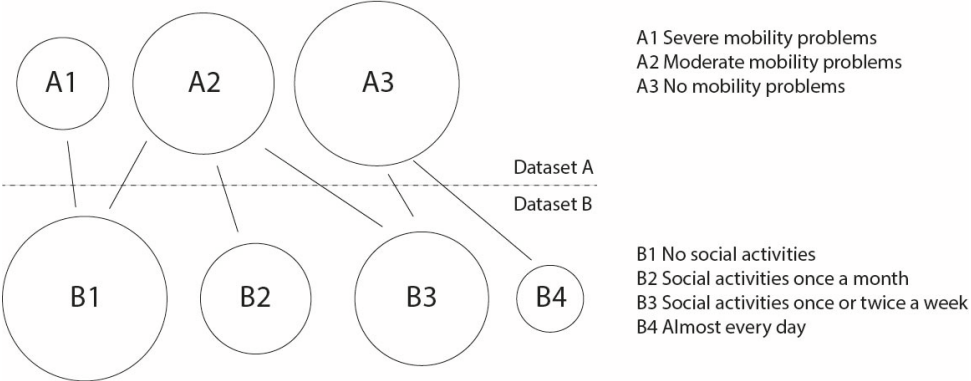 A1
A2
A3
A1 Severe mobility problems
A2 Moderate mobility problems
A3 No mobility problems
Dataset A
Dataset B
B1
B2
B3
B4
B1 No social activities
B2 Social activities once a month
B3 Social activities once or twice a week
B4 Almost every day